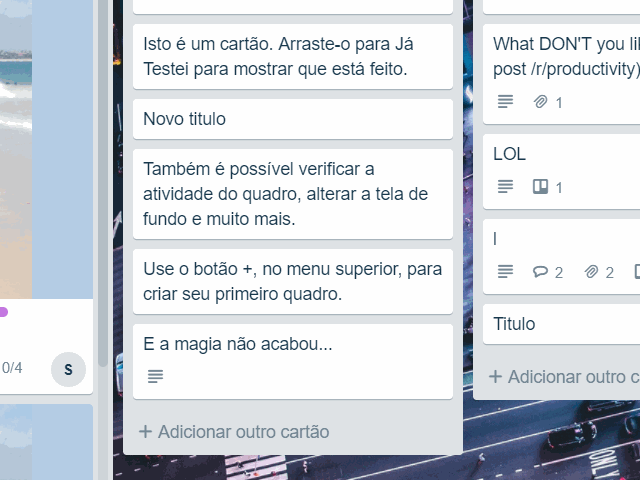 Isto é um cartão. Arraste-o para Já
Testei para mostrar que está feito.
Novo titulo
Também é possível verificar a
atividade do quadro, alterar a tela de
fundo e muito mais.
Use o botão +, no menu superior, para
criar seu primeiro quadro.
E a magia não acabou...
+ Adicionar outro cartão
What DON'T you
post /r/productivity)
1
LOL
1
l
2 2
Titulo
+ Adicionar outro
0/4
S